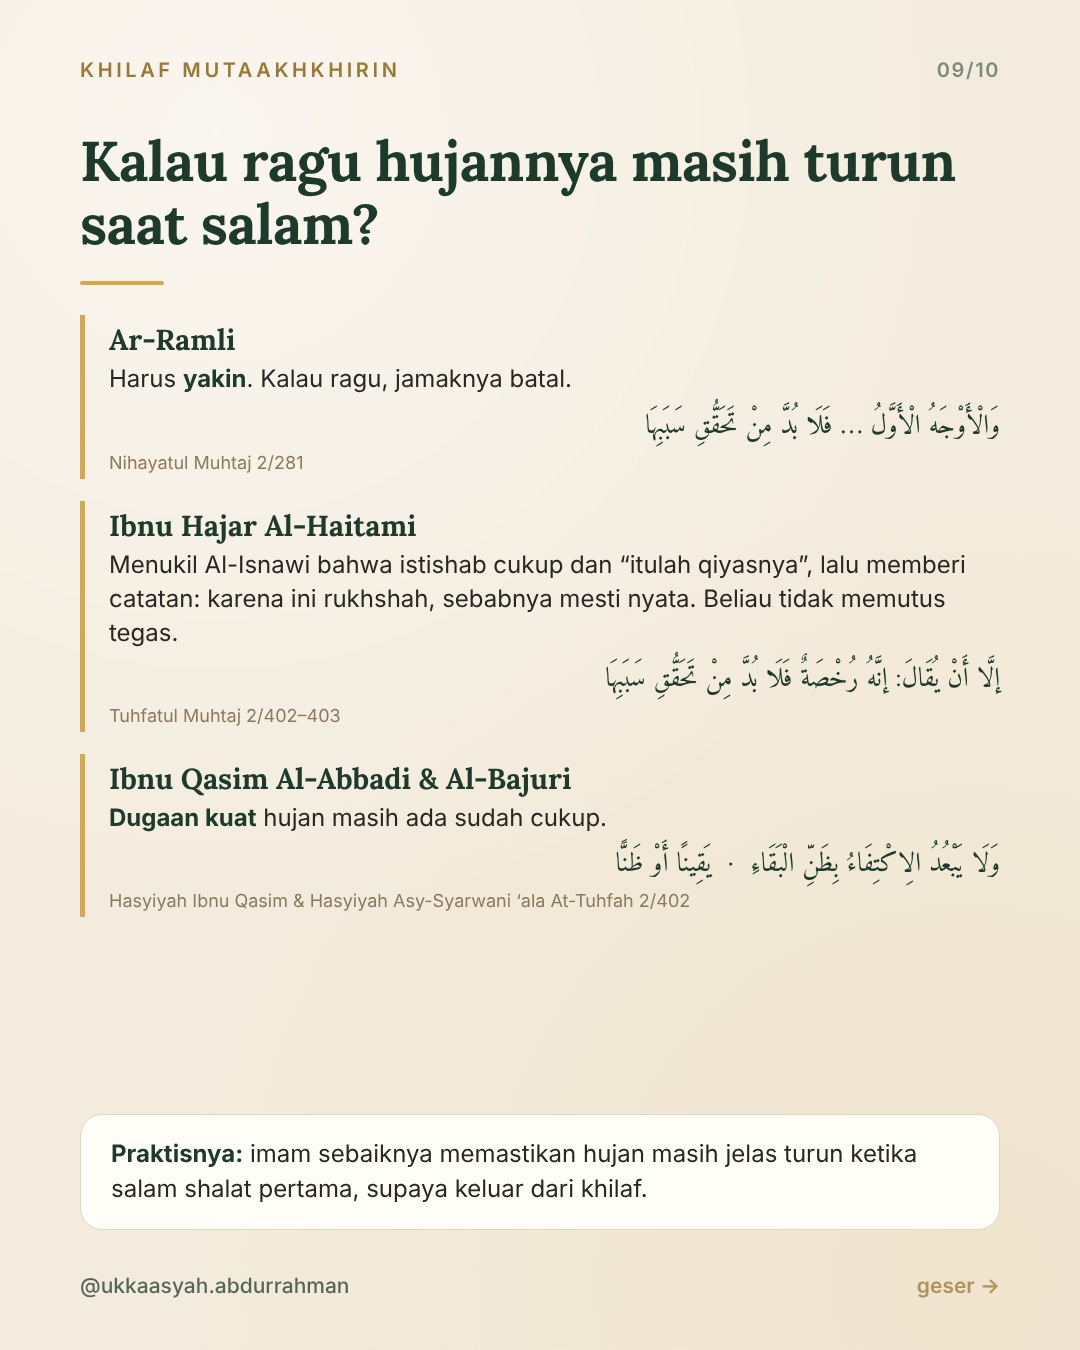 KHILAF MUTAAKHKHIRIN
09/10
Kalau ragu hujannya masih turun
saat salam?
Ar-Ramli
Harus yakin. Kalau ragu, jamaknya batal.
وَالْأَوْجَهُ الْأَوَّلُ ... فَلَا بُدَّ مِنْ تَحَقُّقِ سَبَبِهَا
Nihayatul Muhtaj 2/281
Ibnu Hajar Al-Haitami
Menukil Al-Isnawi bahwa istishab cukup dan “itulah qiyasnya”, lalu memberi
catatan: karena ini rukhshah, sebabnya mesti nyata. Beliau tidak memutus
tegas.
إلَّا أَنْ يُقَالَ: إنَّهُ رُخْصَةٌ فَلَا بُدَّ مِنْ تَحَقُّقِ سَبَبِهَا
Tuhfatul Muhtaj 2/402–403
Ibnu Qasim Al-Abbadi & Al-Bajuri
Dugaan kuat hujan masih ada sudah cukup.
وَلَا يَبْعُدُ الِاكْتِفَاءُ بِظَنِّ الْبَقَاءِ · يَقِينًا أَوْ ظَنًّا
Hasyiyah Ibnu Qasim & Hasyiyah Asy-Syarwani ‘ala At-Tuhfah 2/402
Praktisnya: imam sebaiknya memastikan hujan masih jelas turun ketika
salam shalat pertama, supaya keluar dari khilaf.
@ukkaasyah.abdurrahman
geser →